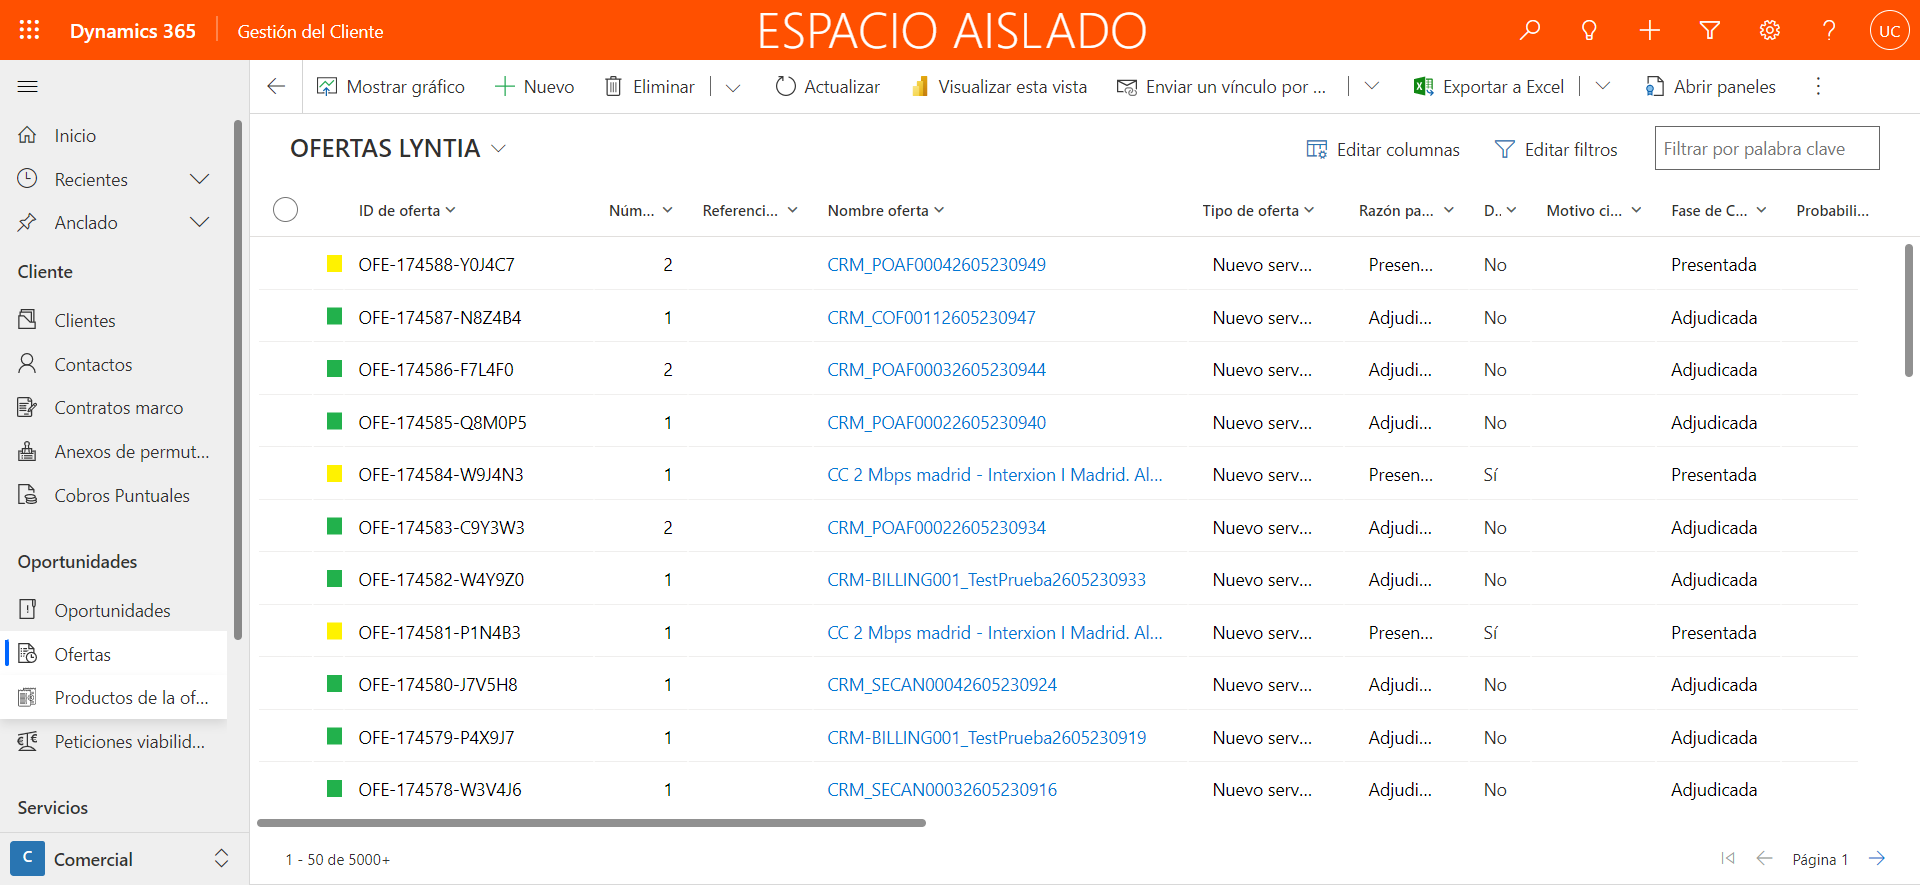 Dynamics 365 Gestión del Cliente ESPACIO AISLADO UC
Mostrar gráfico Nuevo Eliminar Actualizar Visualizar esta vista Enviar un vínculo por ... Exportar a Excel Abrir paneles
Inicio
Recientes
Anclado
Cliente
Clientes
Contactos
Contratos marco
Anexos de permut...
Cobros Puntuales
Oportunidades
Oportunidades
Ofertas
Productos de la of...
Peticiones viabilid...
Servicios
C Comercial
OFERTAS LYNTIA Editar columnas Editar filtros Filtrar por palabra clave
ID de oferta Núm... Referenci... Nombre oferta Tipo de oferta Razón pa... D.. Motivo ci... Fase de C... Probabili...
OFE-174588-Y0J4C7 2 CRM_POAF00042605230949 Nuevo serv... Presen... No Presentada
OFE-174587-N8Z4B4 1 CRM_COF00112605230947 Nuevo serv... Adjudi... No Adjudicada
OFE-174586-F7L4F0 2 CRM_POAF00032605230944 Nuevo serv... Adjudi... No Adjudicada
OFE-174585-Q8M0P5 1 CRM_POAF00022605230940 Nuevo serv... Adjudi... No Adjudicada
OFE-174584-W9J4N3 1 CC 2 Mbps madrid - Interxion I Madrid. Al... Nuevo serv... Presen... Sí Presentada
OFE-174583-C9Y3W3 2 CRM_POAF00022605230934 Nuevo serv... Adjudi... No Adjudicada
OFE-174582-W4Y9Z0 1 CRM-BILLING001_TestPrueba2605230933 Nuevo serv... Adjudi... No Adjudicada
OFE-174581-P1N4B3 1 CC 2 Mbps madrid - Interxion I Madrid. Al... Nuevo serv... Presen... Sí Presentada
OFE-174580-J7V5H8 1 CRM_SECAN00042605230924 Nuevo serv... Adjudi... No Adjudicada
OFE-174579-P4X9J7 1 CRM-BILLING001_TestPrueba2605230919 Nuevo serv... Adjudi... No Adjudicada
OFE-174578-W3V4J6 1 CRM_SECAN00032605230916 Nuevo serv... Adjudi... No Adjudicada
1 - 50 de 5000+ Página 1